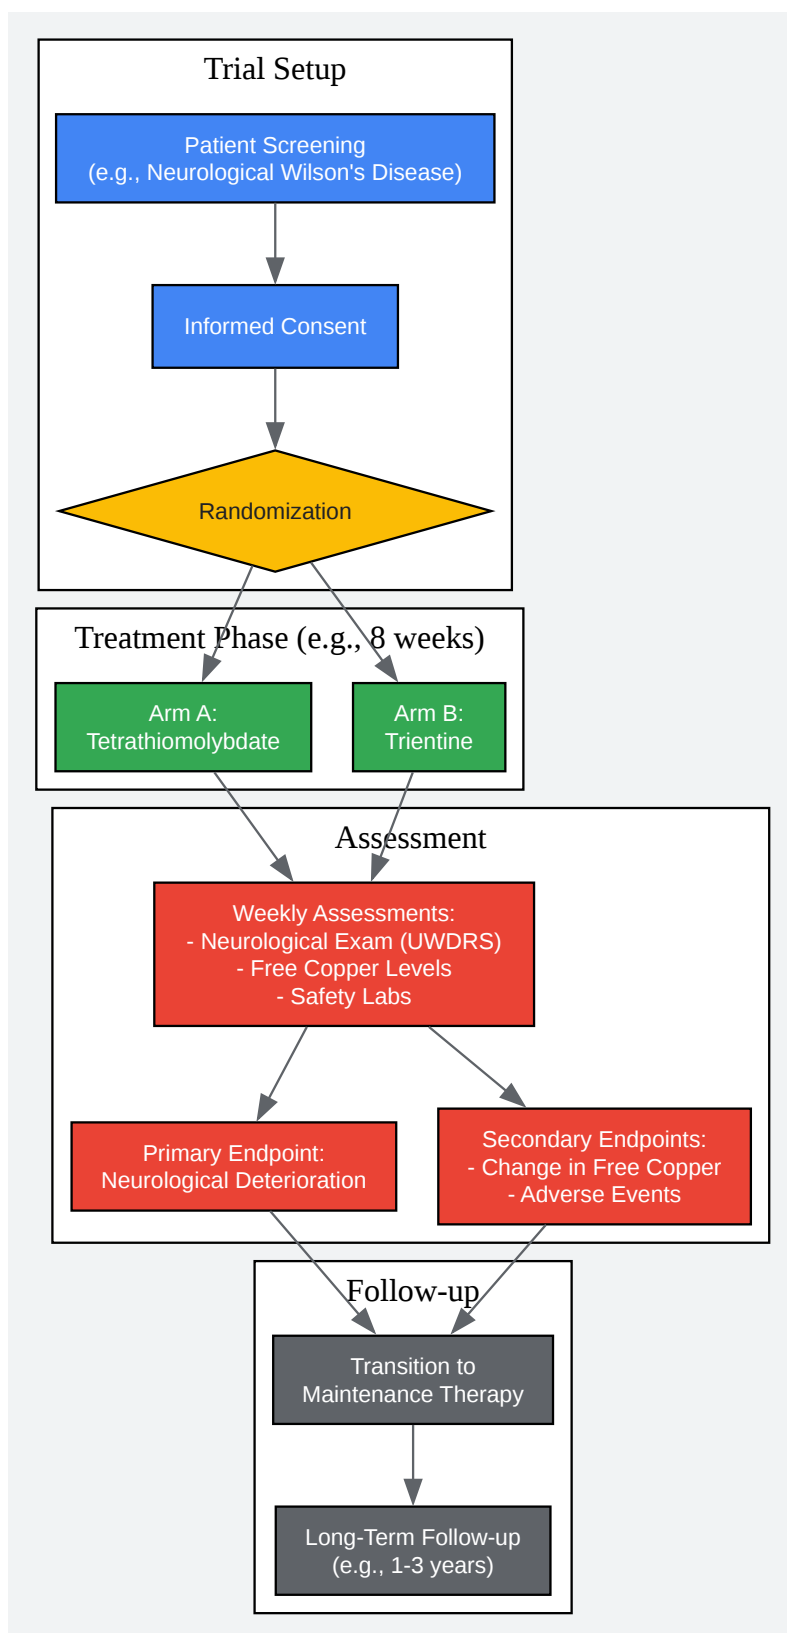 Trial Setup
Patient Screening
(e.g., Neurological Wilson's Disease)
Informed Consent
Randomization
Treatment Phase (e.g., 8 weeks)
Arm A:
Tetrathiomolybdate
Arm B:
Trientine
Assessment
Weekly Assessments:
- Neurological Exam (UWDRS)
- Free Copper Levels
- Safety Labs
Primary Endpoint:
Neurological Deterioration
Secondary Endpoints:
- Change in Free Copper
- Adverse Events
Follow-up
Transition to
Maintenance Therapy
Long-Term Follow-up
(e.g., 1-3 years)